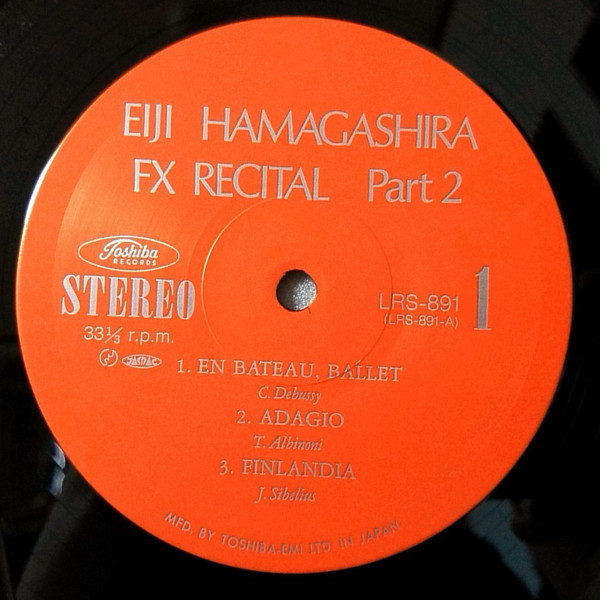 EIJI HAMAGASHIRA
FX RECITAL Part 2
Toshiba
RECORDS
STEREO
33⅓ r.p.m.
JASRAC
LRS-891
(LRS-891-A)
1
1. EN BATEAU, BALLET
C. Debussy
2. ADAGIO
T. Albinoni
3. FINLANDIA
J. Sibelius
MFD. BY TOSHIBA-EMI LTD. IN JAPAN